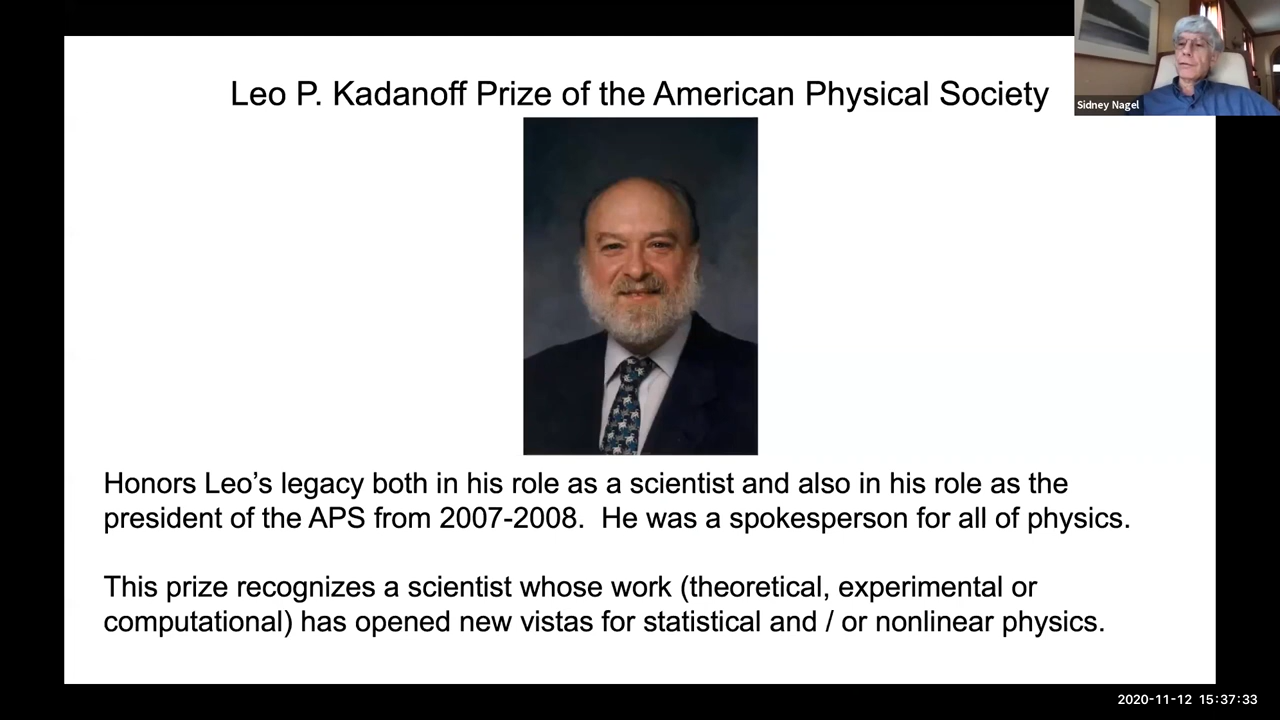 Leo P. Kadanoff Prize of the American Physical Society
Sidney Nagel
Honors Leo’s legacy both in his role as a scientist and also in his role as the
president of the APS from 2007-2008.  He was a spokesperson for all of physics.
This prize recognizes a scientist whose work (theoretical, experimental or
computational) has opened new vistas for statistical and / or nonlinear physics.
2020-11-12 15:37:33